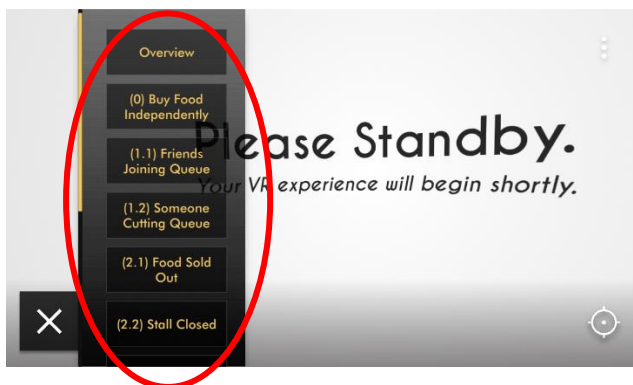 Overview
(0) Buy Food
Independently
(1.1) Friends
Joining Queue
(1.2) Someone
Cutting Queue
(2.1) Food Sold
Out
(2.2) Stall Closed
Please Standby.
Your VR experience will begin shortly.